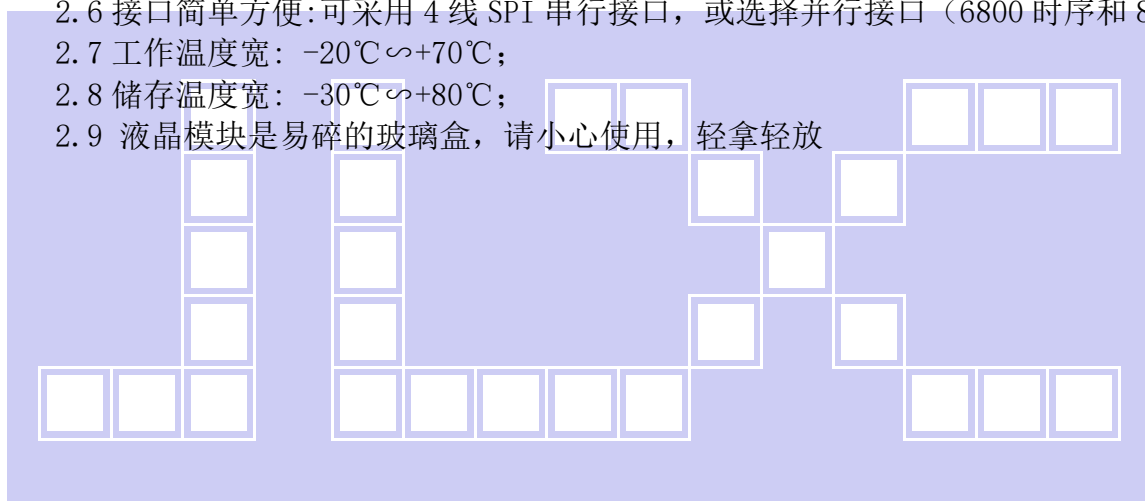 2.6 接口简单方便:可采用 4 线 SPI 串行接口，或选择并行接口（6800 时序和 8
2.7 工作温度宽: -20℃∽+70℃；
2.8 储存温度宽: -30℃∽+80℃；
2.9 液晶模块是易碎的玻璃盒，请小心使用，轻拿轻放
JLX